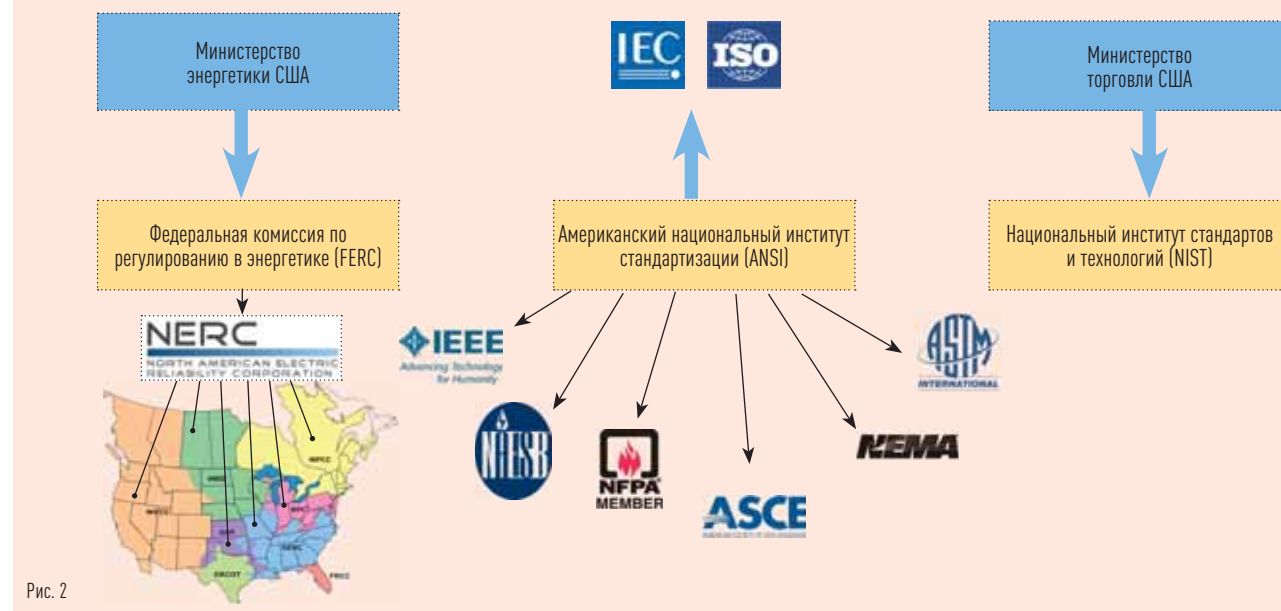 Министерство
энергетики США
IEC
ISO
Министерство
торговли США
Федеральная комиссия по
регулированию в энергетике (FERC)
Американский национальный институт
стандартизации (ANSI)
Национальный институт стандартов
и технологий (NIST)
NERC
NORTH AMERICAN ELECTRIC
RELIABILITY CORPORATION
IEEE
Advancing Technology
for Humanity
ASTM
INTERNATIONAL
NAESB
NFPA
MEMBER
ASCE
NEMA
NPCC
MRO
WECC
RFC
SPP
SERC
ERCOT
FRCC
Рис. 2